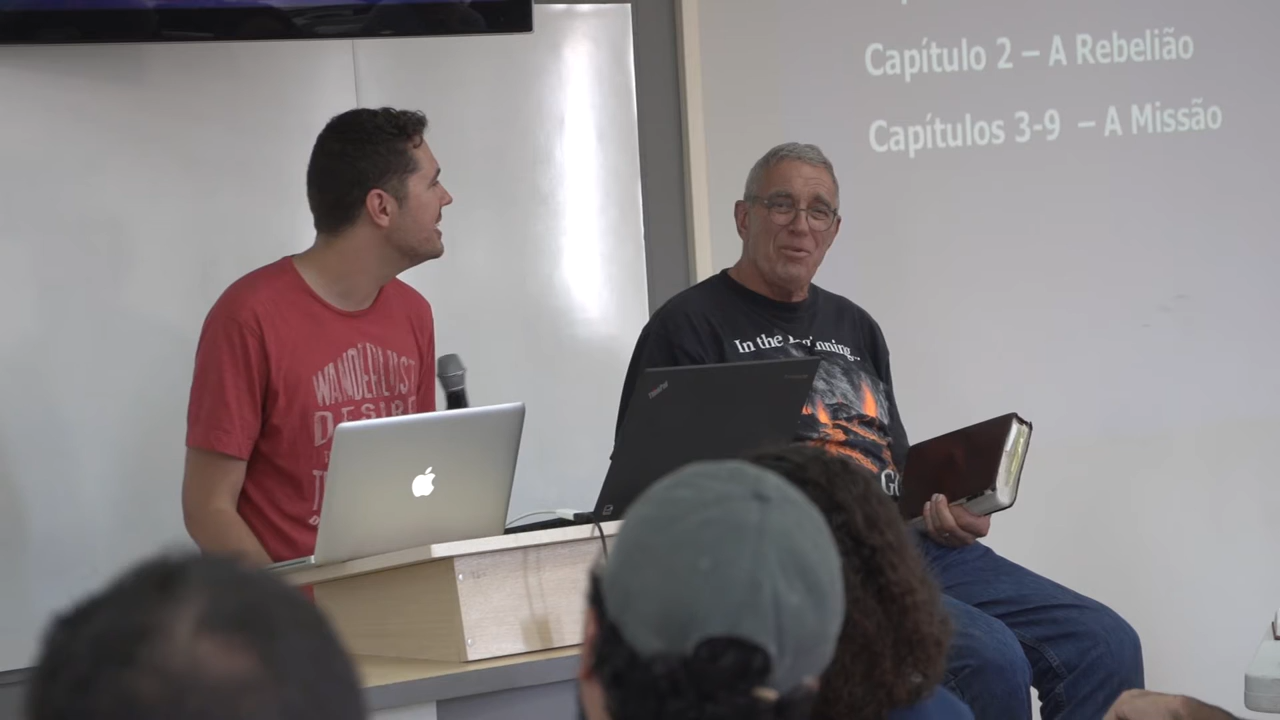 Capítulo 2 – A Rebelião
Capítulos 3-9 – A Missão
In the Beginning..
WANDERLUST
DESIRE
ThinkPad